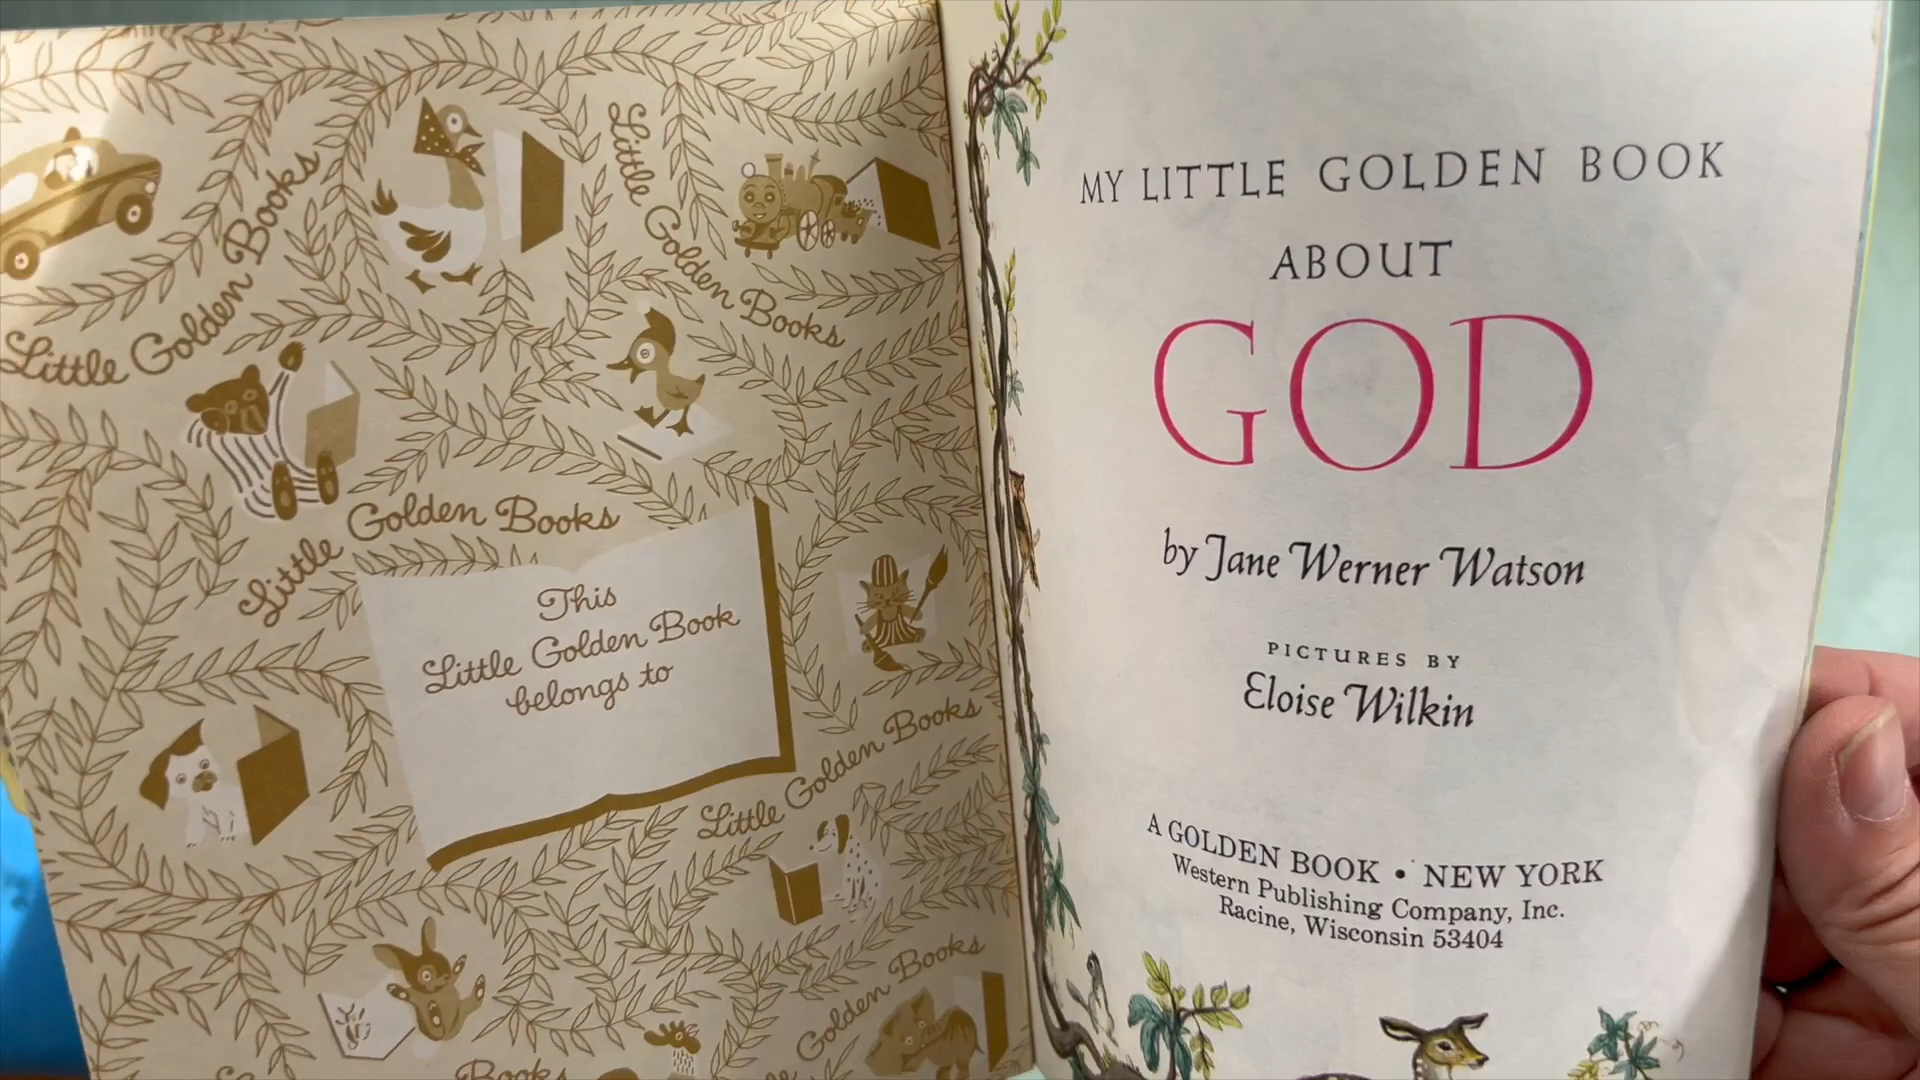 Little Golden Books
Little Golden Books
Little Golden Books
This
Little Golden Book
belongs to
Little Golden Books
Golden Books
Books
MY LITTLE GOLDEN BOOK
ABOUT
GOD
by Jane Werner Watson
PICTURES BY
Eloise Wilkin
A GOLDEN BOOK • NEW YORK
Western Publishing Company, Inc.
Racine, Wisconsin 53404